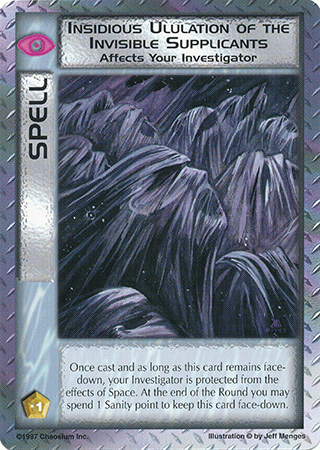 Insidious Ululation of the
Invisible Supplicants
Affects Your Investigator
SPELL
Once cast and as long as this card remains face-
down, your Investigator is protected from the
effects of Space. At the end of the Round you may
spend 1 Sanity point to keep this card face-down.
-1
©1997 Chaosium Inc.
Illustration © by Jeff Menges